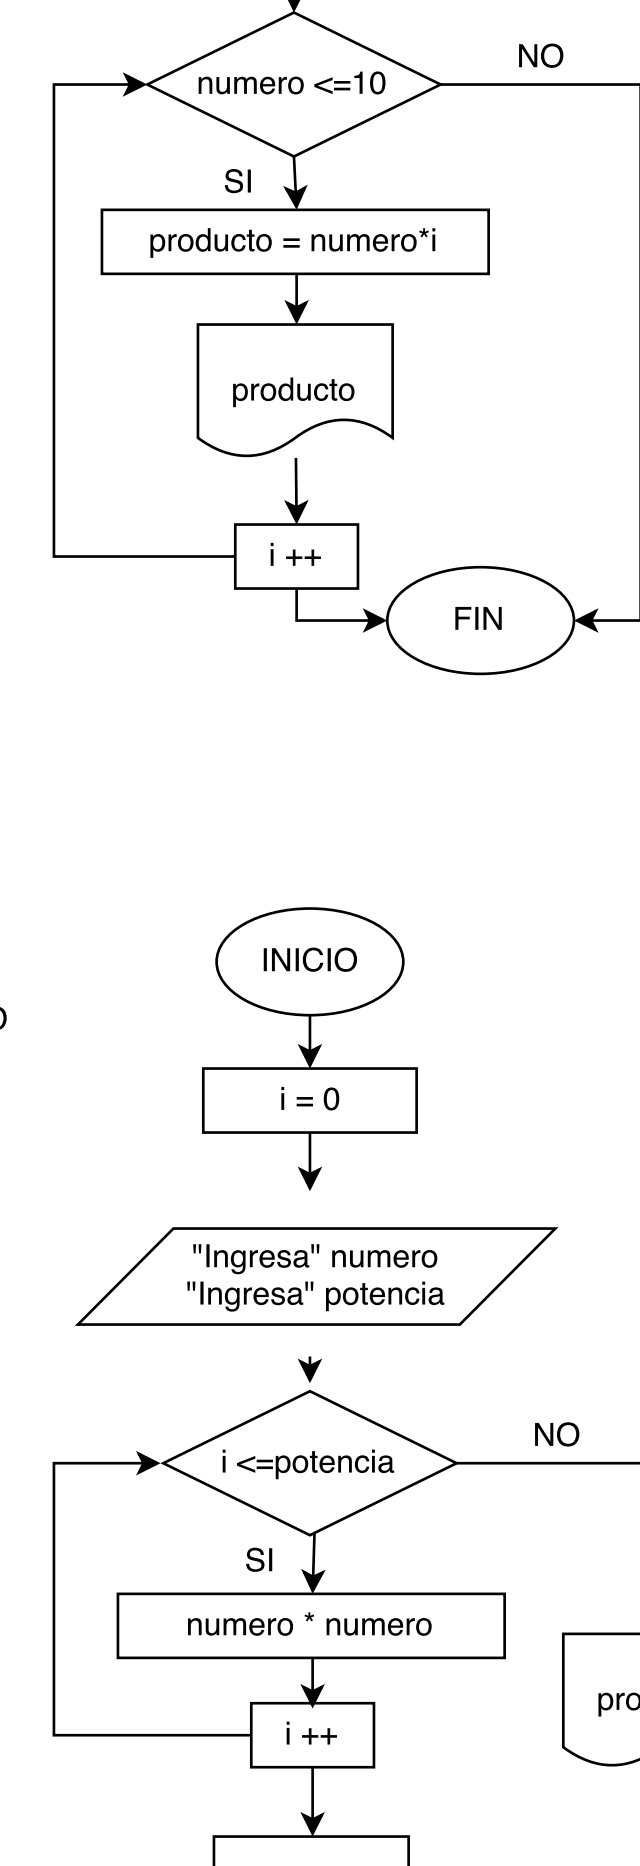 numero <=10
NO
SI
producto = numero*i
producto
i ++
FIN
INICIO
i = 0
"Ingresa" numero
"Ingresa" potencia
i <=potencia
NO
SI
numero * numero
i ++